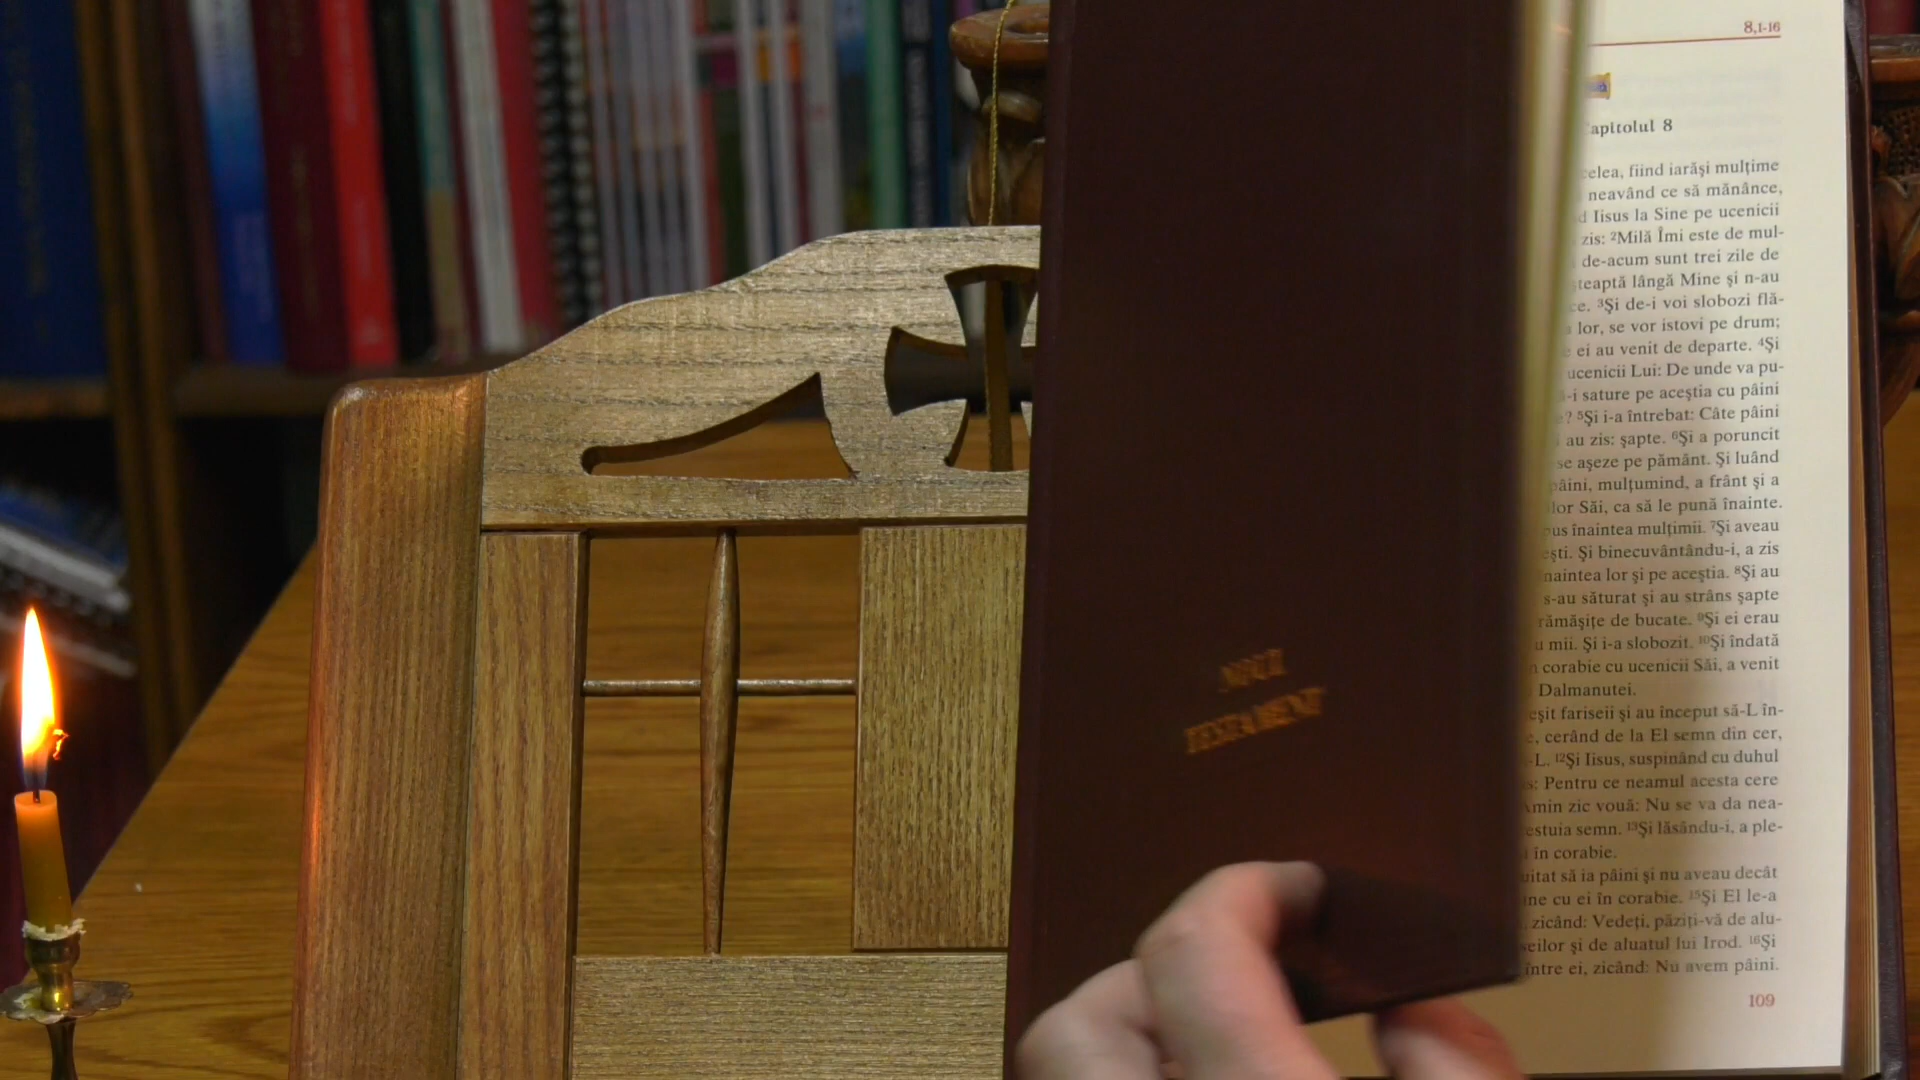 NOUL
TESTAMENT
8,1-16
apitolul 8
celea, fiind iarăşi mulţime
neavând ce să mănânce,
Iisus la Sine pe ucenicii
zis: ²Milă Îmi este de mul-
de-acum sunt trei zile de
şteaptă lângă Mine şi n-au
ce. ³Şi de-i voi slobozi flă-
lor, se vor istovi pe drum;
ei au venit de departe. ⁴Şi
ucenicii Lui: De unde va pu-
-i sature pe aceştia cu pâini
? ⁵Şi i-a întrebat: Câte pâini
au zis: şapte. ⁶Şi a poruncit
se aşeze pe pământ. Şi luând
pâini, mulţumind, a frânt şi a
lor Săi, ca să le pună înainte.
pus înaintea mulţimii. ⁷Şi aveau
eşti. Şi binecuvântându-i, a zis
naintea lor şi pe aceştia. ⁸Şi au
s-au săturat şi au strâns şapte
rămăşiţe de bucate. ⁹Şi ei erau
mii. Şi i-a slobozit. ¹⁰Şi îndată
corabie cu ucenicii Săi, a venit
Dalmanutei.
eşit fariseii şi au început să-L în-
, cerând de la El semn din cer,
-L. ¹²Şi Iisus, suspinând cu duhul
s: Pentru ce neamul acesta cere
Amin zic vouă: Nu se va da nea-
estuia semn. ¹³Şi lăsându-i, a ple-
în corabie.
uitat să ia pâini şi nu aveau decât
ne cu ei în corabie. ¹⁵Şi El le-a
, zicând: Vedeţi, păziţi-vă de alu-
seilor şi de aluatul lui Irod. ¹⁶Şi
între ei, zicând: Nu avem pâini.
109